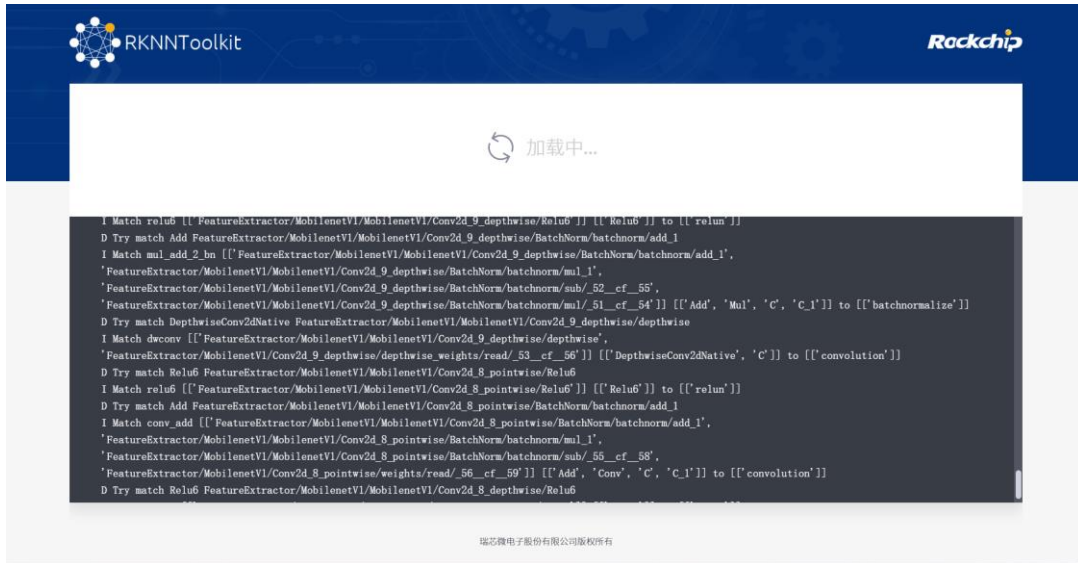 RKNNToolkit
Rockchip
加载中...
I Match relu6 [['FeatureExtractor/MobilenetV1/MobilenetV1/Conv2d_9_depthwise/Relu6']] [['Relu6']] to [['relun']]
D Try match Add FeatureExtractor/MobilenetV1/MobilenetV1/Conv2d_9_depthwise/BatchNorm/batchnorm/add_1
I Match mul_add_2_bn [['FeatureExtractor/MobilenetV1/MobilenetV1/Conv2d_9_depthwise/BatchNorm/batchnorm/add_1',
'FeatureExtractor/MobilenetV1/MobilenetV1/Conv2d_9_depthwise/BatchNorm/batchnorm/mul_1',
'FeatureExtractor/MobilenetV1/MobilenetV1/Conv2d_9_depthwise/BatchNorm/batchnorm/sub/_52__cf__55',
'FeatureExtractor/MobilenetV1/MobilenetV1/Conv2d_9_depthwise/BatchNorm/batchnorm/mul/_51__cf__54']] [['Add', 'Mul', 'C', 'C_1']] to [['batchnormalize']]
D Try match DepthwiseConv2dNative FeatureExtractor/MobilenetV1/MobilenetV1/Conv2d_9_depthwise/depthwise
I Match dwconv [['FeatureExtractor/MobilenetV1/MobilenetV1/Conv2d_9_depthwise/depthwise',
'FeatureExtractor/MobilenetV1/Conv2d_9_depthwise/depthwise_weights/read/_53__cf__56']] [['DepthwiseConv2dNative', 'C']] to [['convolution']]
D Try match Relu6 FeatureExtractor/MobilenetV1/MobilenetV1/Conv2d_8_pointwise/Relu6
I Match relu6 [['FeatureExtractor/MobilenetV1/MobilenetV1/Conv2d_8_pointwise/Relu6']] [['Relu6']] to [['relun']]
D Try match Add FeatureExtractor/MobilenetV1/MobilenetV1/Conv2d_8_pointwise/BatchNorm/batchnorm/add_1
I Match conv_add [['FeatureExtractor/MobilenetV1/MobilenetV1/Conv2d_8_pointwise/BatchNorm/batchnorm/add_1',
'FeatureExtractor/MobilenetV1/MobilenetV1/Conv2d_8_pointwise/BatchNorm/batchnorm/mul_1',
'FeatureExtractor/MobilenetV1/MobilenetV1/Conv2d_8_pointwise/BatchNorm/batchnorm/sub/_55__cf__58',
'FeatureExtractor/MobilenetV1/Conv2d_8_pointwise/weights/read/_56__cf__59']] [['Add', 'Conv', 'C', 'C_1']] to [['convolution']]
D Try match Relu6 FeatureExtractor/MobilenetV1/MobilenetV1/Conv2d_8_depthwise/Relu6
瑞芯微电子股份有限公司版权所有